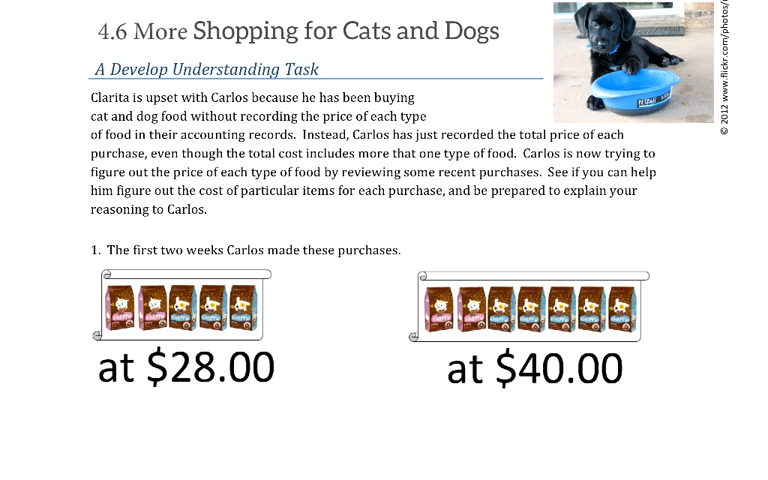 4.6 More Shopping for Cats and Dogs
A Develop Understanding Task
Clarita is upset with Carlos because he has been buying
cat and dog food without recording the price of each type
of food in their accounting records.  Instead, Carlos has just recorded the total price of each
purchase, even though the total cost includes more that one type of food.  Carlos is now trying to
figure out the price of each type of food by reviewing some recent purchases.  See if you can help
him figure out the cost of particular items for each purchase, and be prepared to explain your
reasoning to Carlos.
1.  The first two weeks Carlos made these purchases.
at $28.00
at $40.00
© 2012 www.flickr.com/photos/